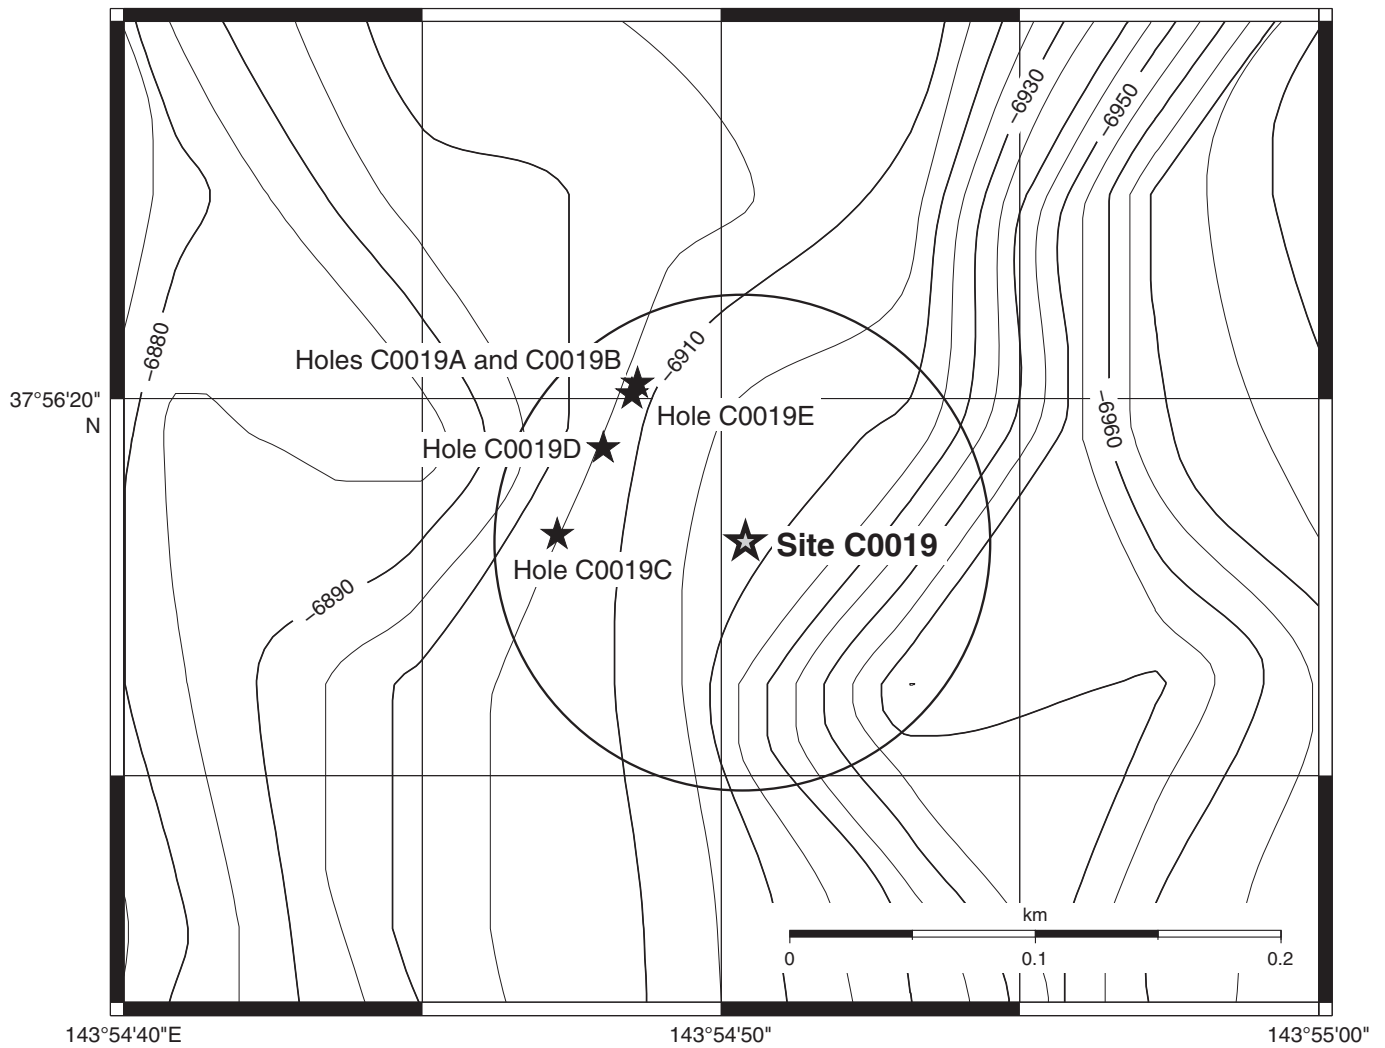 −6930
−6950
−6880
Holes C0019A and C0019B
−6910
37°56'20"
N
Hole C0019E
−6960
Hole C0019D
Site C0019
Hole C0019C
−6890
km
0 0.1 0.2
143°54'40"E 143°54'50" 143°55'00"